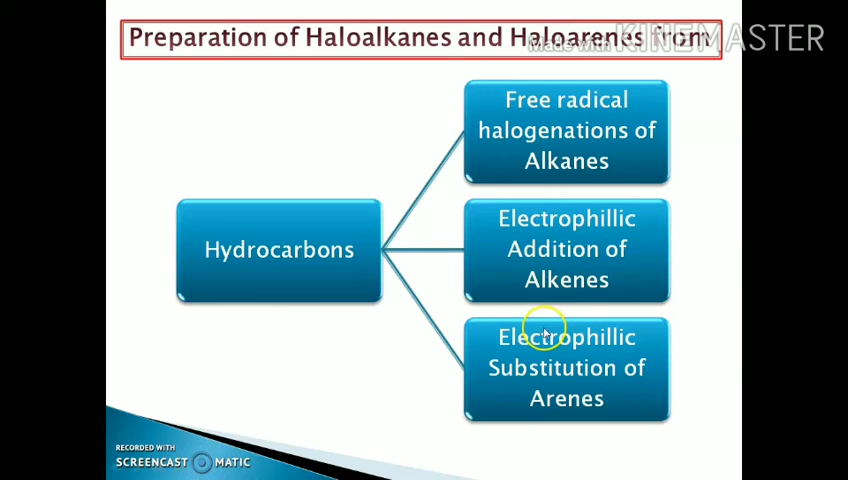 Preparation of Haloalkanes and Haloarenes from
Made with KINEMASTER
Free radical
halogenations of
Alkanes
Hydrocarbons
Electrophillic
Addition of
Alkenes
Electrophillic
Substitution of
Arenes
RECORDED WITH
SCREENCAST MATIC